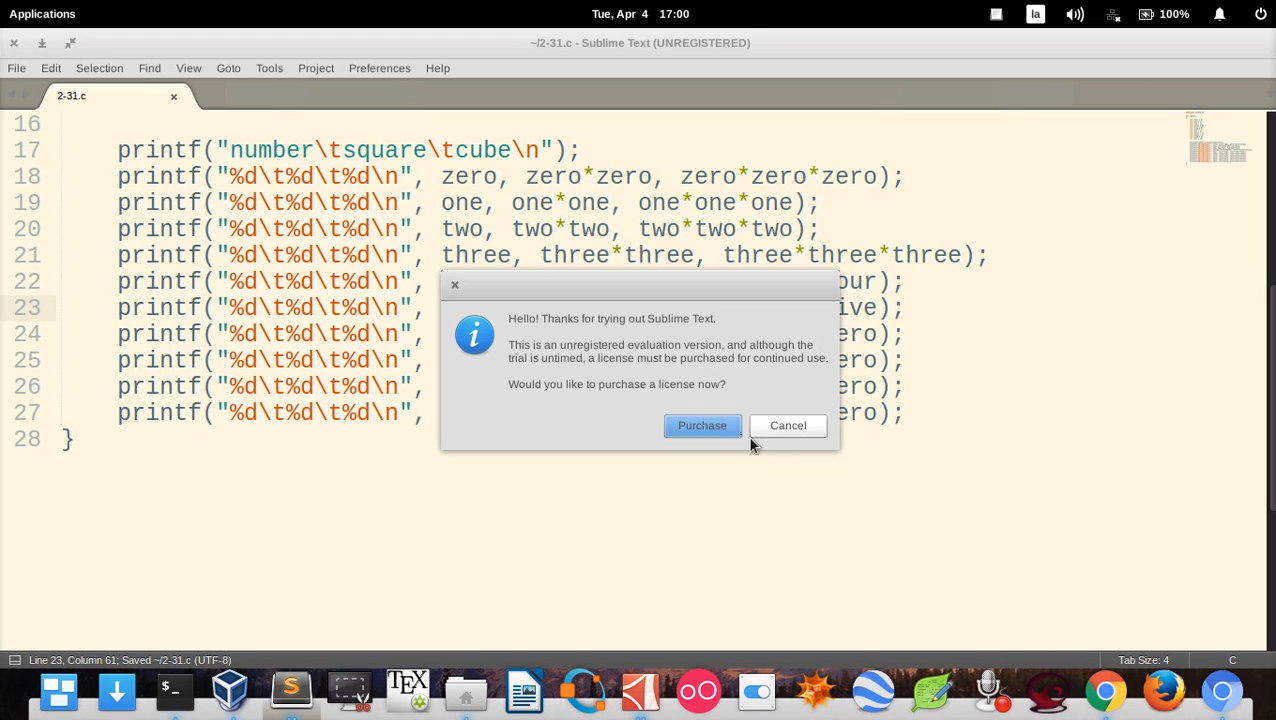 Applications
Tue, Apr 4 17:00
la
100%
~/2-31.c - Sublime Text (UNREGISTERED)
File Edit Selection Find View Goto Tools Project Preferences Help
2-31.c
16
17 printf("number\tsquare\tcube\n");
18 printf("%d\t%d\t%d\n", zero, zero*zero, zero*zero*zero);
19 printf("%d\t%d\t%d\n", one, one*one, one*one*one);
20 printf("%d\t%d\t%d\n", two, two*two, two*two*two);
21 printf("%d\t%d\t%d\n", three, three*three, three*three*three);
22 printf("%d\t%d\t%d\n", our);
23 printf("%d\t%d\t%d\n", ive);
24 printf("%d\t%d\t%d\n", ero);
25 printf("%d\t%d\t%d\n", ero);
26 printf("%d\t%d\t%d\n", ero);
27 printf("%d\t%d\t%d\n", ero);
28 }
Hello! Thanks for trying out Sublime Text.
This is an unregistered evaluation version, and although the
trial is untimed, a license must be purchased for continued use.
Would you like to purchase a license now?
Purchase Cancel
Line 23, Column 61; Saved ~/2-31.c (UTF-8)
Tab Size: 4
C
TEX